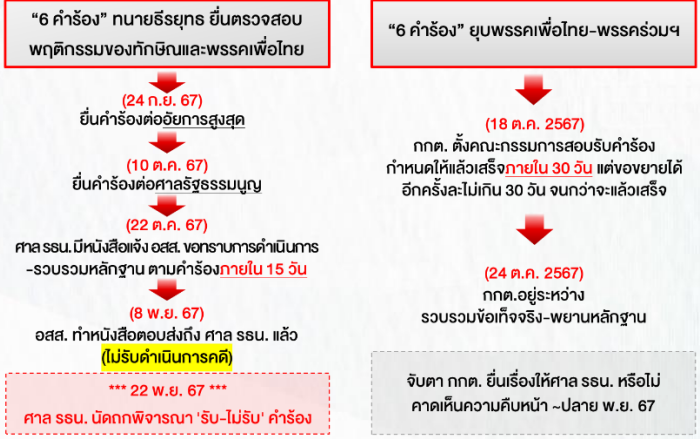 “6 คำร้อง” ทนายธีรยุทธ ยื่นตรวจสอบ
พฤติกรรมของทักษิณและพรรคเพื่อไทย
(24 ก.ย. 67)
ยื่นคำร้องต่ออัยการสูงสุด
(10 ต.ค. 67)
ยื่นคำร้องต่อศาลรัฐธรรมนูญ
(22 ต.ค. 67)
ศาล รธน. มีหนังสือแจ้ง อสส. ขอทราบการดำเนินการ
-รวบรวมหลักฐาน ตามคำร้องภายใน 15 วัน
(8 พ.ย. 67)
อสส. ทำหนังสือตอบส่งถึง ศาล รธน. แล้ว
(ไม่รับดำเนินการคดี)
*** 22 พ.ย. 67 ***
ศาล รธน. นัดถกพิจารณา 'รับ-ไม่รับ' คำร้อง
“6 คำร้อง” ยุบพรรคเพื่อไทย-พรรคร่วมฯ
(18 ต.ค. 2567)
กกต. ตั้งคณะกรรมการสอบรับคำร้อง
กำหนดให้แล้วเสร็จภายใน 30 วัน แต่ขอขยายได้
อีกครั้งละไม่เกิน 30 วัน จนกว่าจะแล้วเสร็จ
(24 ต.ค. 2567)
กกต.อยู่ระหว่าง
รวบรวมข้อเท็จจริง-พยานหลักฐาน
จับตา กกต. ยื่นเรื่องให้ศาล รธน. หรือไม่
คาดเห็นความคืบหน้า ~ปลาย พ.ย. 67